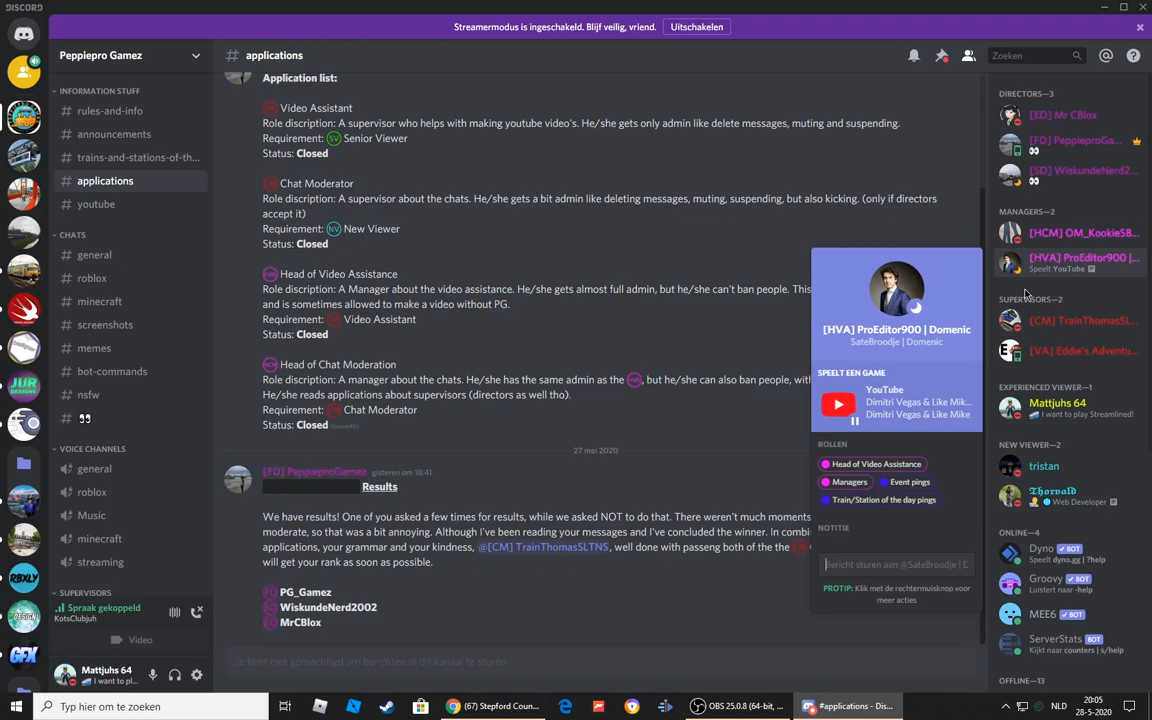 DISCORD
Streamermodus is ingeschakeld. Blijf veilig, vriend.
Uitschakelen
Peppiepro Gamez
# applications
Zoeken
INFORMATION STUFF
# rules-and-info
# announcements
# trains-and-stations-of-th...
# applications
# youtube
CHATS
# general
# roblox
# minecraft
# screenshots
# memes
# bot-commands
# nsfw
# 👀
VOICE CHANNELS
general
roblox
Music
minecraft
streaming
SUPERVISORS
Spraak gekoppeld
KotsClubjuh
Video
Mattjuhs 64
I want to pl...
Application list:
Video Assistant
Role discription: A supervisor who helps with making youtube video's. He/she gets only admin like delete messages, muting and suspending.
Requirement: SV Senior Viewer
Status: Closed
Chat Moderator
Role discription: A supervisor about the chats. He/she gets a bit admin like deleting messages, muting, suspending, but also kicking. (only if directors
accept it)
Requirement: NV New Viewer
Status: Closed
HVA Head of Video Assistance
Role discription: A Manager about the video assistance. He/she gets almost full admin, but he/she can't ban people. This
and is sometimes allowed to make a video without PG.
Requirement: Video Assistant
Status: Closed
HCM Head of Chat Moderation
Role discription: A manager about the chats. He/she has the same admin as the HVA, but he/she can also ban people, wit
He/she reads applications about supervisors (directors as well tho).
Requirement: Chat Moderator
Status: Closed (bewerkt)
27 mei 2020
[FD] PeppieproGamez gisteren om 18:41
Results
We have results! One of you asked a few times for results, while we asked NOT to do that. There weren't much moments
moderate, so that was a bit annoying. Although I've been reading your messages and I've concluded the winner. In combi
applications, your grammar and your kindness, @[CM] TrainThomasSLTNS, well done with passeng both of the the
will get your rank as soon as possible.
PG_Gamez
WiskundeNerd2002
MrCBlox
Je bent niet gemachtigd om berichten in dit kanaal te sturen.
[HVA] ProEditor900 | Domenic
SateBroodje | Domenic
SPEELT EEN GAME
YouTube
Dimitri Vegas & Like Mik...
Dimitri Vegas & Like Mike
ROLLEN
Head of Video Assistance
Managers
Event pings
Train/Station of the day pings
NOTITIE
Bericht sturen aan @SateBroodje | D
PROTIP: Klik met de rechtermuisknop voor
meer acties
DIRECTORS—3
[ED] Mr CBlox
[FD] PeppieproGa...
👀
[SD] WiskundeNerd2...
👀
MANAGERS—2
[HCM] OM_KookieSB...
[HVA] ProEditor900 |...
Speelt YouTube
SUPERVISORS—2
[CM] TrainThomasSL...
[VA] Eddie's Adventu...
EXPERIENCED VIEWER—1
Mattjuhs 64
I want to play Streamlined!
NEW VIEWER—2
tristan
𝕿𝖍𝖔𝖗𝖛𝖆𝖑𝖉
Web Developer
ONLINE—4
Dyno BOT
Speelt dyno.gg | ?help
Groovy BOT
Luistert naar -help
MEE6 BOT
ServerStats BOT
Kijkt naar counters | s/help
OFFLINE—13
JUR
DESIGNS
RBXLY
DESIGN
GFX
Typ hier om te zoeken
(67) Stepford Coun...
OBS 25.0.8 (64-bit, ...
#applications - Dis...
NLD
20:05
28-5-2020